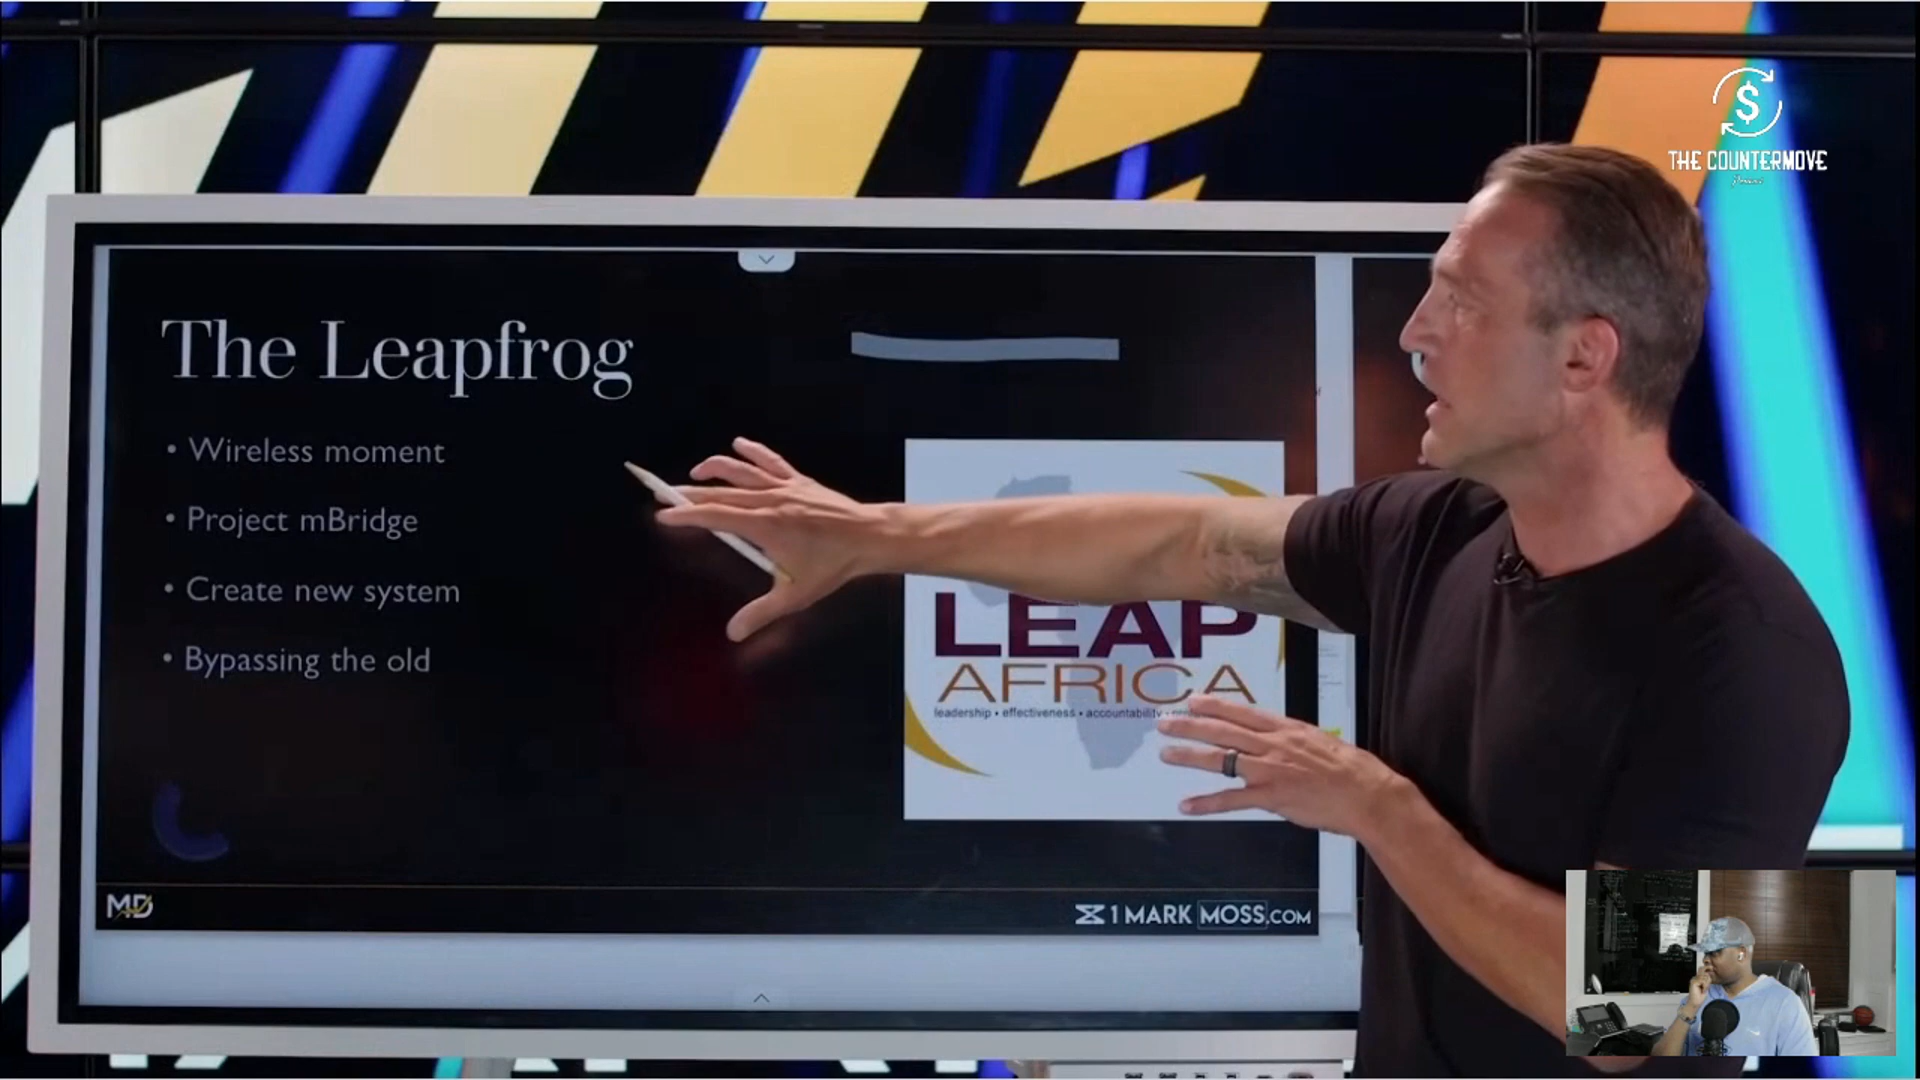 $
THE COUNTERMOVE
The Leapfrog
• Wireless moment
• Project mBridge
• Create new system
• Bypassing the old
LEAP
AFRICA
leadership • effectiveness • accountability •
MD
1 MARK MOSS.COM